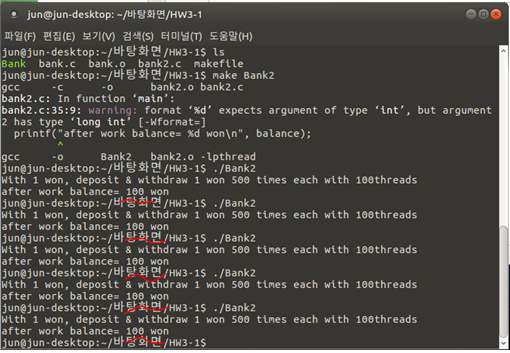 jun@jun-desktop: ~/바탕화면/HW3-1
파일(F) 편집(E) 보기(V) 검색(S) 터미널(T) 도움말(H)
jun@jun-desktop:~/바탕화면/HW3-1$ ls
Bank bank.c bank.o bank2.c makefile
jun@jun-desktop:~/바탕화면/HW3-1$ make Bank2
gcc -c -o bank2.o bank2.c
bank2.c: In function ‘main’:
bank2.c:35:9: warning: format ‘%d’ expects argument of type ‘int’, but argument
2 has type ‘long int’ [-Wformat=]
printf("after work balance= %d won\n", balance);
^
gcc -o Bank2 bank2.o -lpthread
jun@jun-desktop:~/바탕화면/HW3-1$ ./Bank2
With 1 won, deposit & withdraw 1 won 500 times each with 100threads
after work balance= 100 won
jun@jun-desktop:~/바탕화면/HW3-1$ ./Bank2
With 1 won, deposit & withdraw 1 won 500 times each with 100threads
after work balance= 100 won
jun@jun-desktop:~/바탕화면/HW3-1$ ./Bank2
With 1 won, deposit & withdraw 1 won 500 times each with 100threads
after work balance= 100 won
jun@jun-desktop:~/바탕화면/HW3-1$ ./Bank2
With 1 won, deposit & withdraw 1 won 500 times each with 100threads
after work balance= 100 won
jun@jun-desktop:~/바탕화면/HW3-1$ ./Bank2
With 1 won, deposit & withdraw 1 won 500 times each with 100threads
after work balance= 100 won
jun@jun-desktop:~/바탕화면/HW3-1$